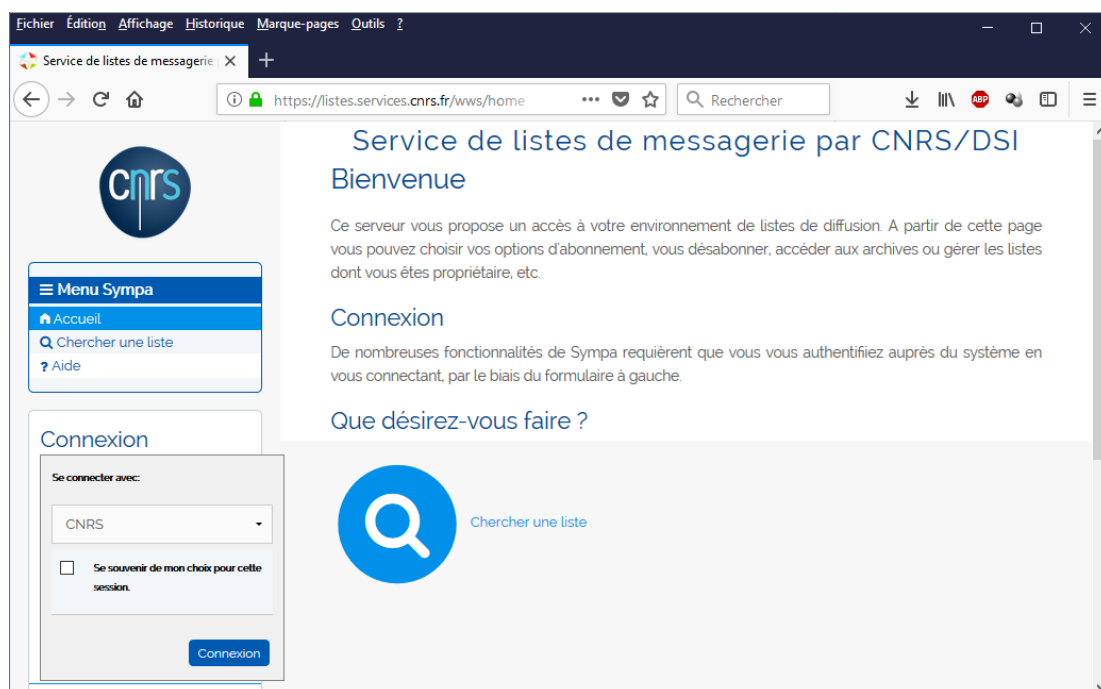 Fichier Édition Affichage Historique Marque-pages Outils ?
Service de listes de messagerie
https://listes.services.cnrs.fr/wws/home
Rechercher
ABP
cnrs
Menu Sympa
Accueil
Chercher une liste
? Aide
Connexion
Se connecter avec:
CNRS
Se souvenir de mon choix pour cette
session.
Connexion
Service de listes de messagerie par CNRS/DSI
Bienvenue
Ce serveur vous propose un accès à votre environnement de listes de diffusion. A partir de cette page
vous pouvez choisir vos options d'abonnement, vous désabonner, accéder aux archives ou gérer les listes
dont vous êtes propriétaire, etc.
Connexion
De nombreuses fonctionnalités de Sympa requièrent que vous vous authentifiiez auprès du système en
vous connectant, par le biais du formulaire à gauche.
Que désirez-vous faire ?
Chercher une liste